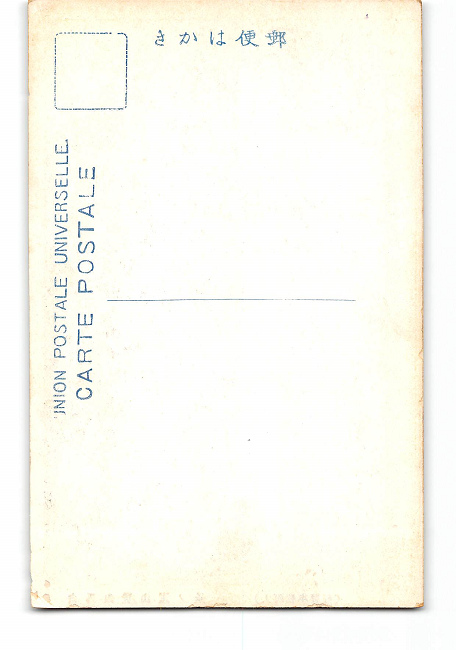 きかは便郵
UNION POSTALE UNIVERSELLE.
CARTE POSTALE